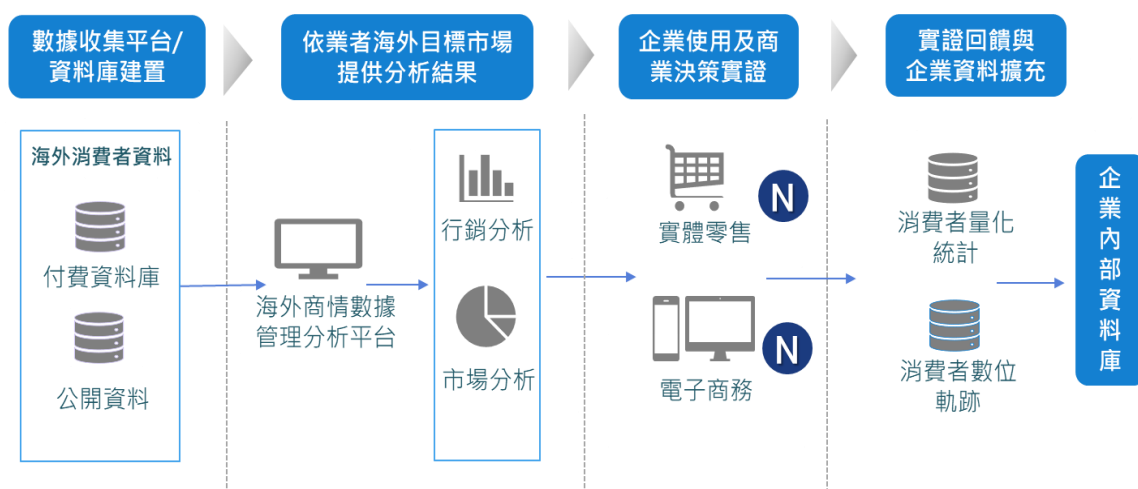 數據收集平台/
資料庫建置
依業者海外目標市場
提供分析結果
企業使用及商
業決策實證
實證回饋與
企業資料擴充
海外消費者資料
付費資料庫
公開資料
海外商情數據
管理分析平台
行銷分析
市場分析
實體零售
N
電子商務
N
消費者量化
統計
消費者數位
軌跡
企業內部資料庫